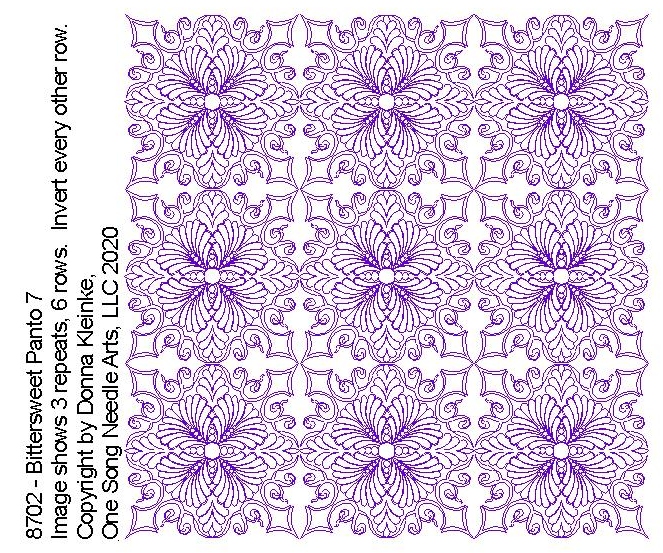 8702 - Bittersweet Panto 7
Image shows 3 repeats, 6 rows.   Invert every other row.
Copyright by Donna Kleinke,
One Song Needle Arts, LLC 2020